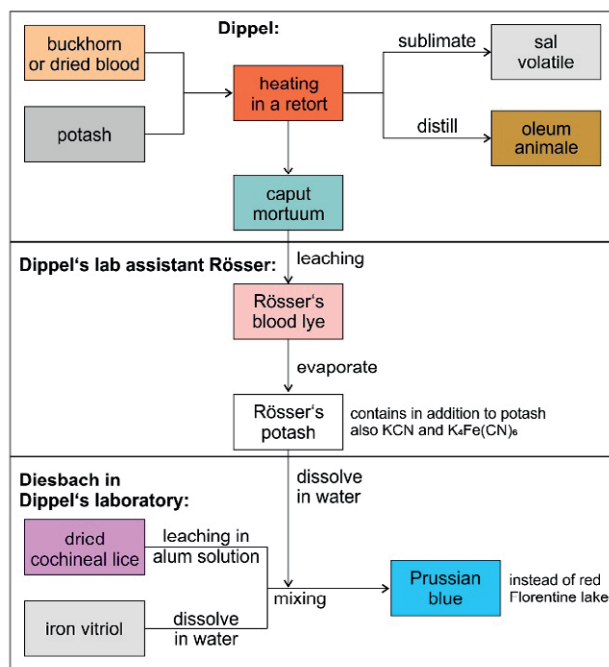 Dippel:
buckhorn
or dried blood
potash
heating
in a retort
sublimate
sal
volatile
distill
oleum
animale
caput
mortuum
leaching
Dippel‘s lab assistant Rösser:
Rösser‘s
blood lye
evaporate
Rösser‘s
potash
contains in addition to potash
also KCN and K₄Fe(CN)₆
dissolve
in water
Diesbach in
Dippel‘s laboratory:
dried
cochineal lice
leaching in
alum solution
iron vitriol
dissolve
in water
mixing
Prussian
blue
instead of red
Florentine lake